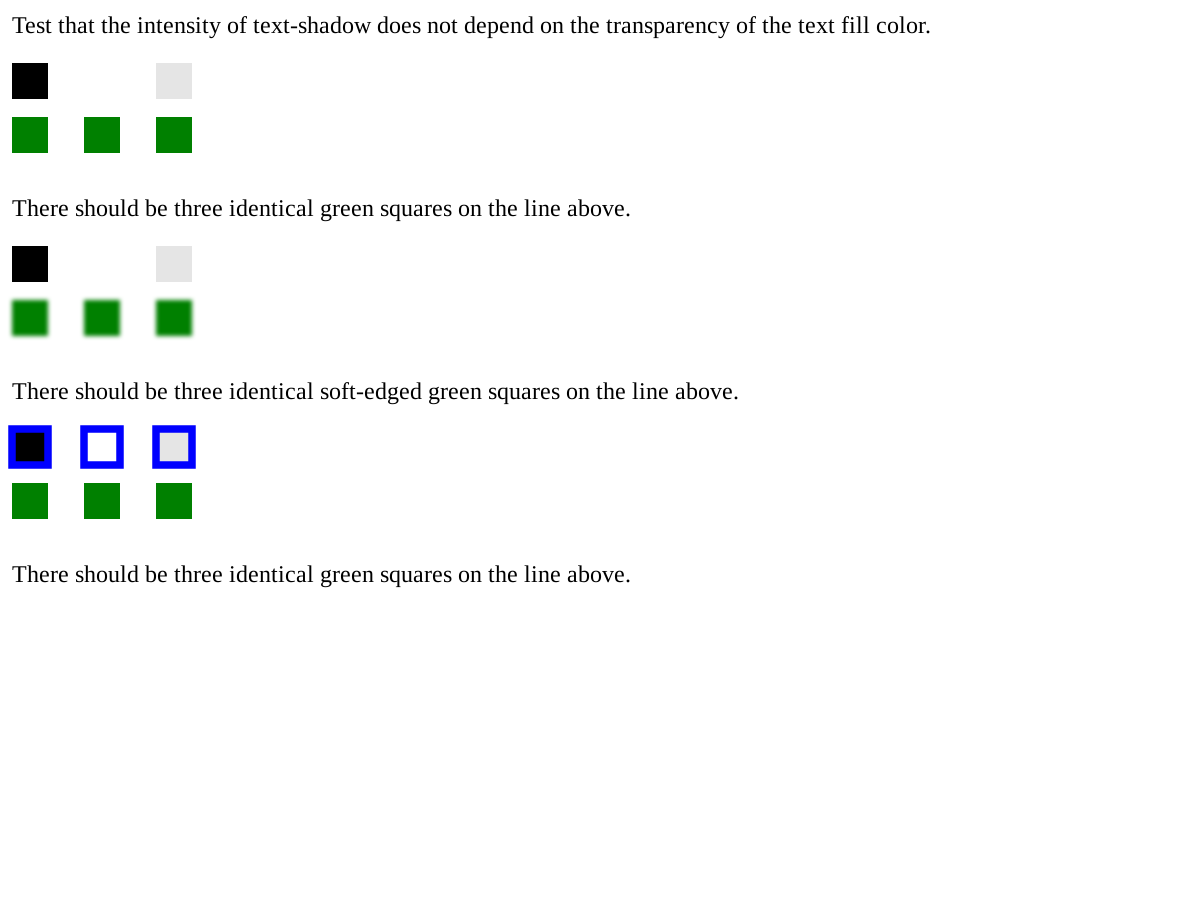 Test that the intensity of text-shadow does not depend on the transparency of the text fill color.
There should be three identical green squares on the line above.
There should be three identical soft-edged green squares on the line above.
There should be three identical green squares on the line above.